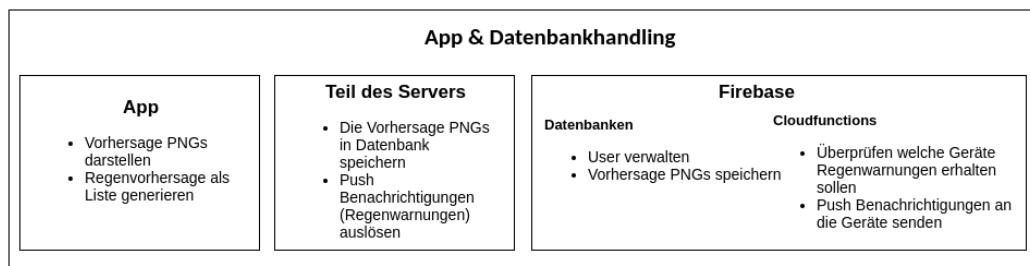 App & Datenbankhandling
App
• Vorhersage PNGs
darstellen
• Regenvorhersage als
Liste generieren
Teil des Servers
• Die Vorhersage PNGs
in Datenbank
speichern
• Push
Benachrichtigungen
(Regenwarnungen)
auslösen
Firebase
Datenbanken
• User verwalten
• Vorhersage PNGs speichern
Cloudfunctions
• Überprüfen welche Geräte
Regenwarnungen erhalten
sollen
• Push Benachrichtigungen an
die Geräte senden